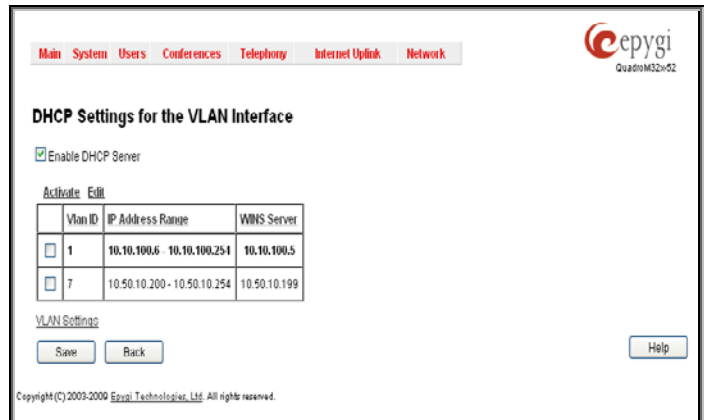 epygi
QuadroM32x-52
Main System Users Conferences Telephony Internet Uplink Network
DHCP Settings for the VLAN Interface
Enable DHCP Server
Activate Edit
Vlan ID IP Address Range WINS Server
1 10.10.100.6 - 10.10.100.254 10.10.100.5
7 10.50.10.200 - 10.50.10.254 10.50.10.199
VLAN Settings
Save Back Help
Copyright (C) 2003-2009 Epygi Technologies, Ltd. All rights reserved.